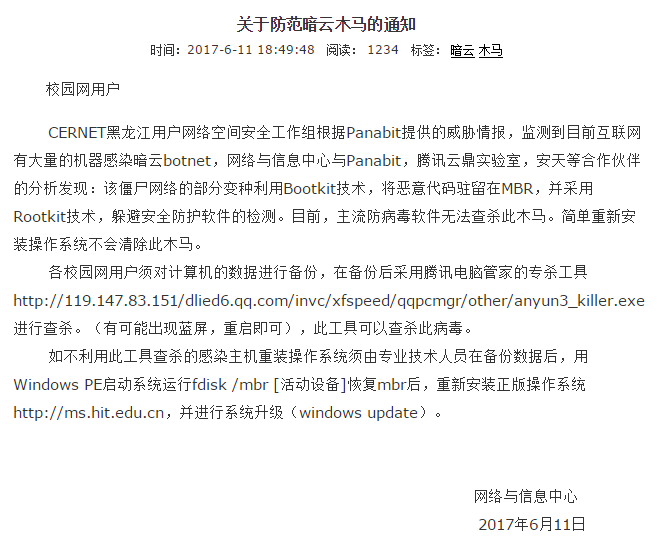 关于防范暗云木马的通知
时间：2017-6-11 18:49:48 阅读： 1234 标签： 暗云 木马
校园网用户
CERNET黑龙江用户网络空间安全工作组根据Panabit提供的威胁情报，监测到目前互联网
有大量的机器感染暗云botnet，网络与信息中心与Panabit，腾讯云鼎实验室，安天等合作伙伴
的分析发现：该僵尸网络的部分变种利用Bootkit技术，将恶意代码驻留在MBR，并采用
Rootkit技术，躲避安全防护软件的检测。目前，主流防病毒软件无法查杀此木马。简单重新安
装操作系统不会清除此木马。
各校园网用户须对计算机的数据进行备份，在备份后采用腾讯电脑管家的专杀工具
http://119.147.83.151/dlied6.qq.com/invc/xfspeed/qqpcmgr/other/anyun3_killer.exe
进行查杀。（有可能出现蓝屏，重启即可），此工具可以查杀此病毒。
如不利用此工具查杀的感染主机重装操作系统须由专业技术人员在备份数据后，用
Windows PE启动系统运行fdisk /mbr [活动设备]恢复mbr后，重新安装正版操作系统
http://ms.hit.edu.cn，并进行系统升级（windows update）。
网络与信息中心
2017年6月11日